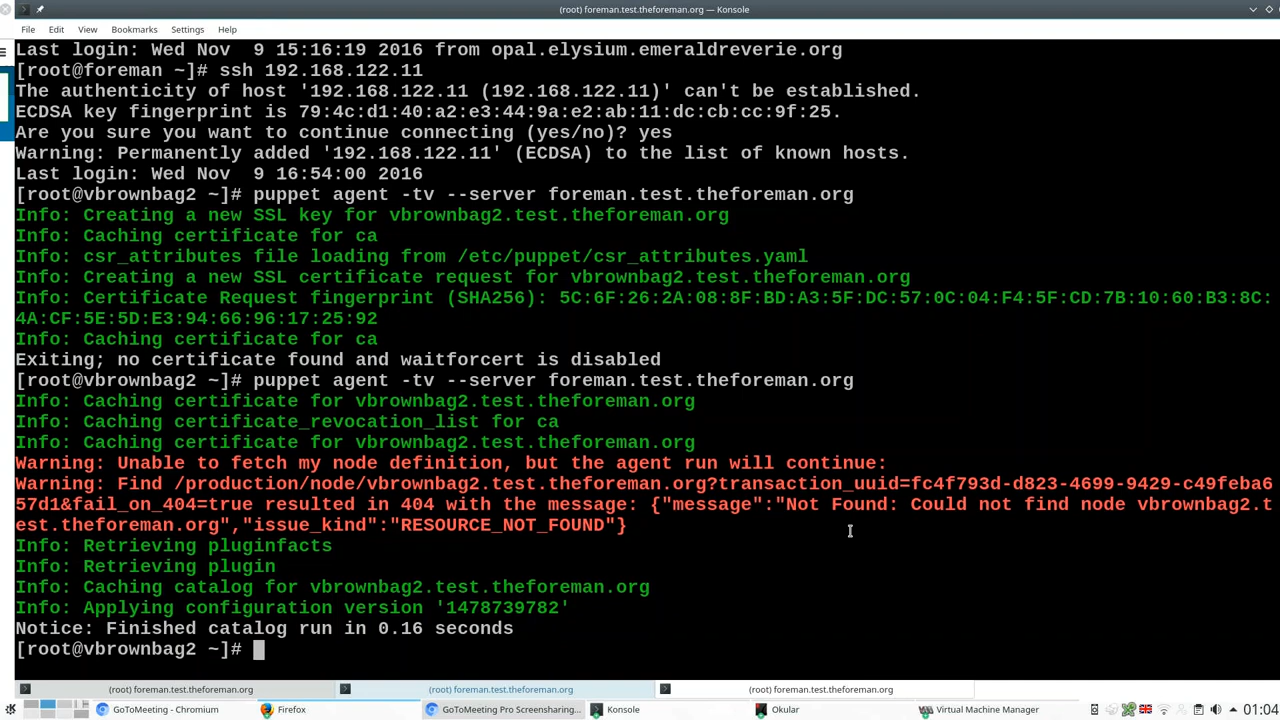 (root) foreman.test.theforeman.org — Konsole
File Edit View Bookmarks Settings Help
Last login: Wed Nov  9 15:16:19 2016 from opal.elysium.emeraldreverie.org
[root@foreman ~]# ssh 192.168.122.11
The authenticity of host '192.168.122.11 (192.168.122.11)' can't be established.
ECDSA key fingerprint is 79:4c:d1:40:a2:e3:44:9a:e2:ab:11:dc:cb:cc:9f:25.
Are you sure you want to continue connecting (yes/no)? yes
Warning: Permanently added '192.168.122.11' (ECDSA) to the list of known hosts.
Last login: Wed Nov  9 16:54:00 2016
[root@vbrownbag2 ~]# puppet agent -tv --server foreman.test.theforeman.org
Info: Creating a new SSL key for vbrownbag2.test.theforeman.org
Info: Caching certificate for ca
Info: csr_attributes file loading from /etc/puppet/csr_attributes.yaml
Info: Creating a new SSL certificate request for vbrownbag2.test.theforeman.org
Info: Certificate Request fingerprint (SHA256): 5C:6F:26:2A:08:8F:BD:A3:5F:DC:57:0C:04:F4:5F:CD:7B:10:60:B3:8C:
4A:CF:5E:5D:E3:94:66:96:17:25:92
Info: Caching certificate for ca
Exiting; no certificate found and waitforcert is disabled
[root@vbrownbag2 ~]# puppet agent -tv --server foreman.test.theforeman.org
Info: Caching certificate for vbrownbag2.test.theforeman.org
Info: Caching certificate_revocation_list for ca
Info: Caching certificate for vbrownbag2.test.theforeman.org
Warning: Unable to fetch my node definition, but the agent run will continue:
Warning: Find /production/node/vbrownbag2.test.theforeman.org?transaction_uuid=fc4f793d-d823-4699-9429-c49feba6
57d1&fail_on_404=true resulted in 404 with the message: {"message":"Not Found: Could not find node vbrownbag2.t
est.theforeman.org","issue_kind":"RESOURCE_NOT_FOUND"}
Info: Retrieving pluginfacts
Info: Retrieving plugin
Info: Caching catalog for vbrownbag2.test.theforeman.org
Info: Applying configuration version '1478739782'
Notice: Finished catalog run in 0.16 seconds
[root@vbrownbag2 ~]#
(root) foreman.test.theforeman.org (root) foreman.test.theforeman.org (root) foreman.test.theforeman.org
GoToMeeting - Chromium Firefox GoToMeeting Pro Screensharing... Konsole Okular Virtual Machine Manager 01:04